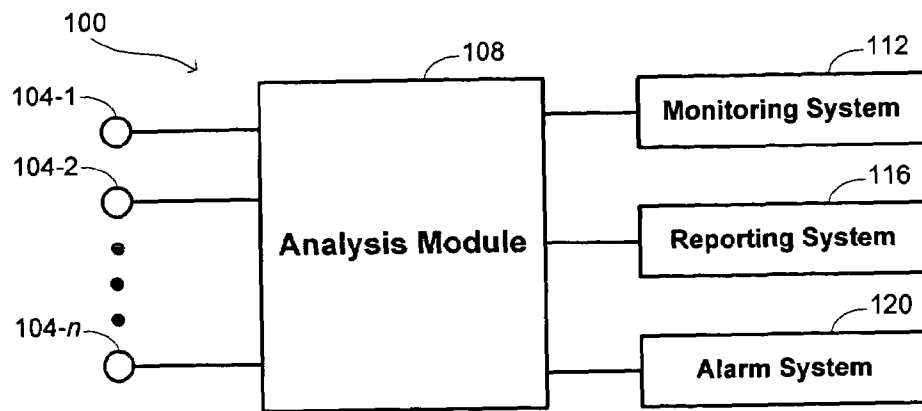 100
108
112
104-1
Monitoring System
104-2
116
Analysis Module
Reporting System
104-n
120
Alarm System